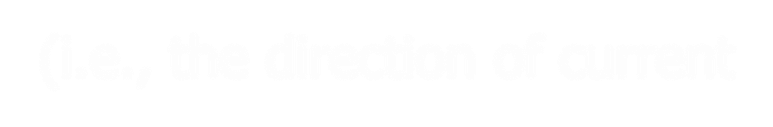 (i.e., the direction of current